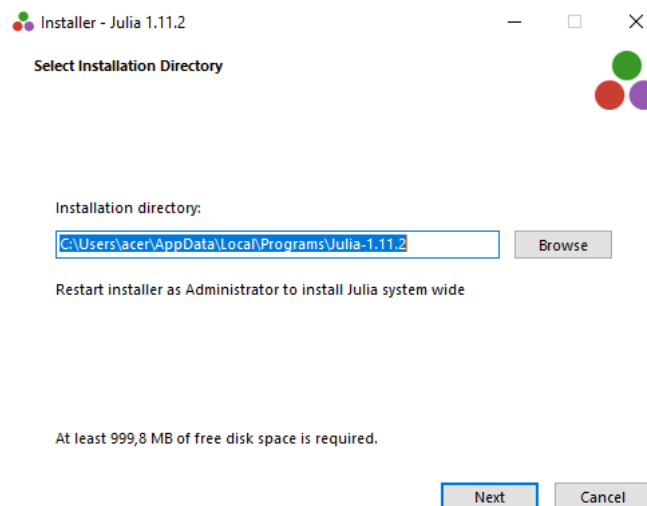 Installer - Julia 1.11.2
Select Installation Directory
Installation directory:
C:\Users\acer\AppData\Local\Programs\Julia-1.11.2
Browse
Restart installer as Administrator to install Julia system wide
At least 999,8 MB of free disk space is required.
Next Cancel